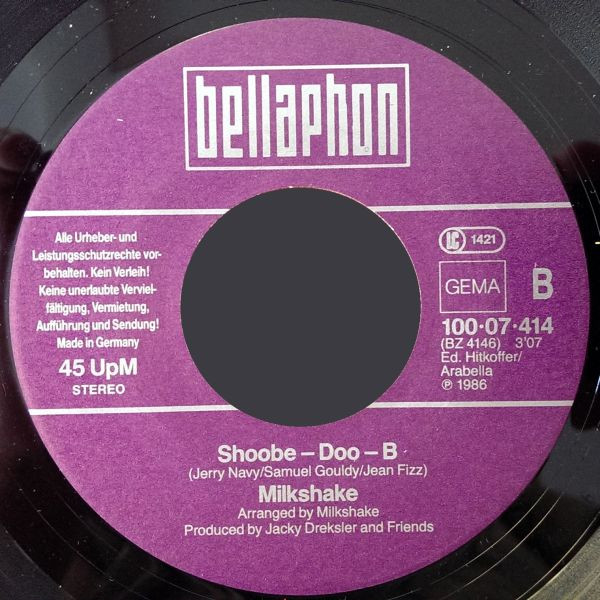 bellaphon
Alle Urheber- und
Leistungsschutzrechte vor-
behalten. Kein Verleih!
Keine unerlaubte Verviel-
fältigung, Vermietung,
Aufführung und Sendung!
Made in Germany
45 UpM
STEREO
LC 1421
GEMA B
100·07·414
(BZ 4146) 3'07
Ed. Hitkoffer/
Arabella
℗ 1986
Shoobe – Doo – B
(Jerry Navy/Samuel Gouldy/Jean Fizz)
Milkshake
Arranged by Milkshake
Produced by Jacky Dreksler and Friends